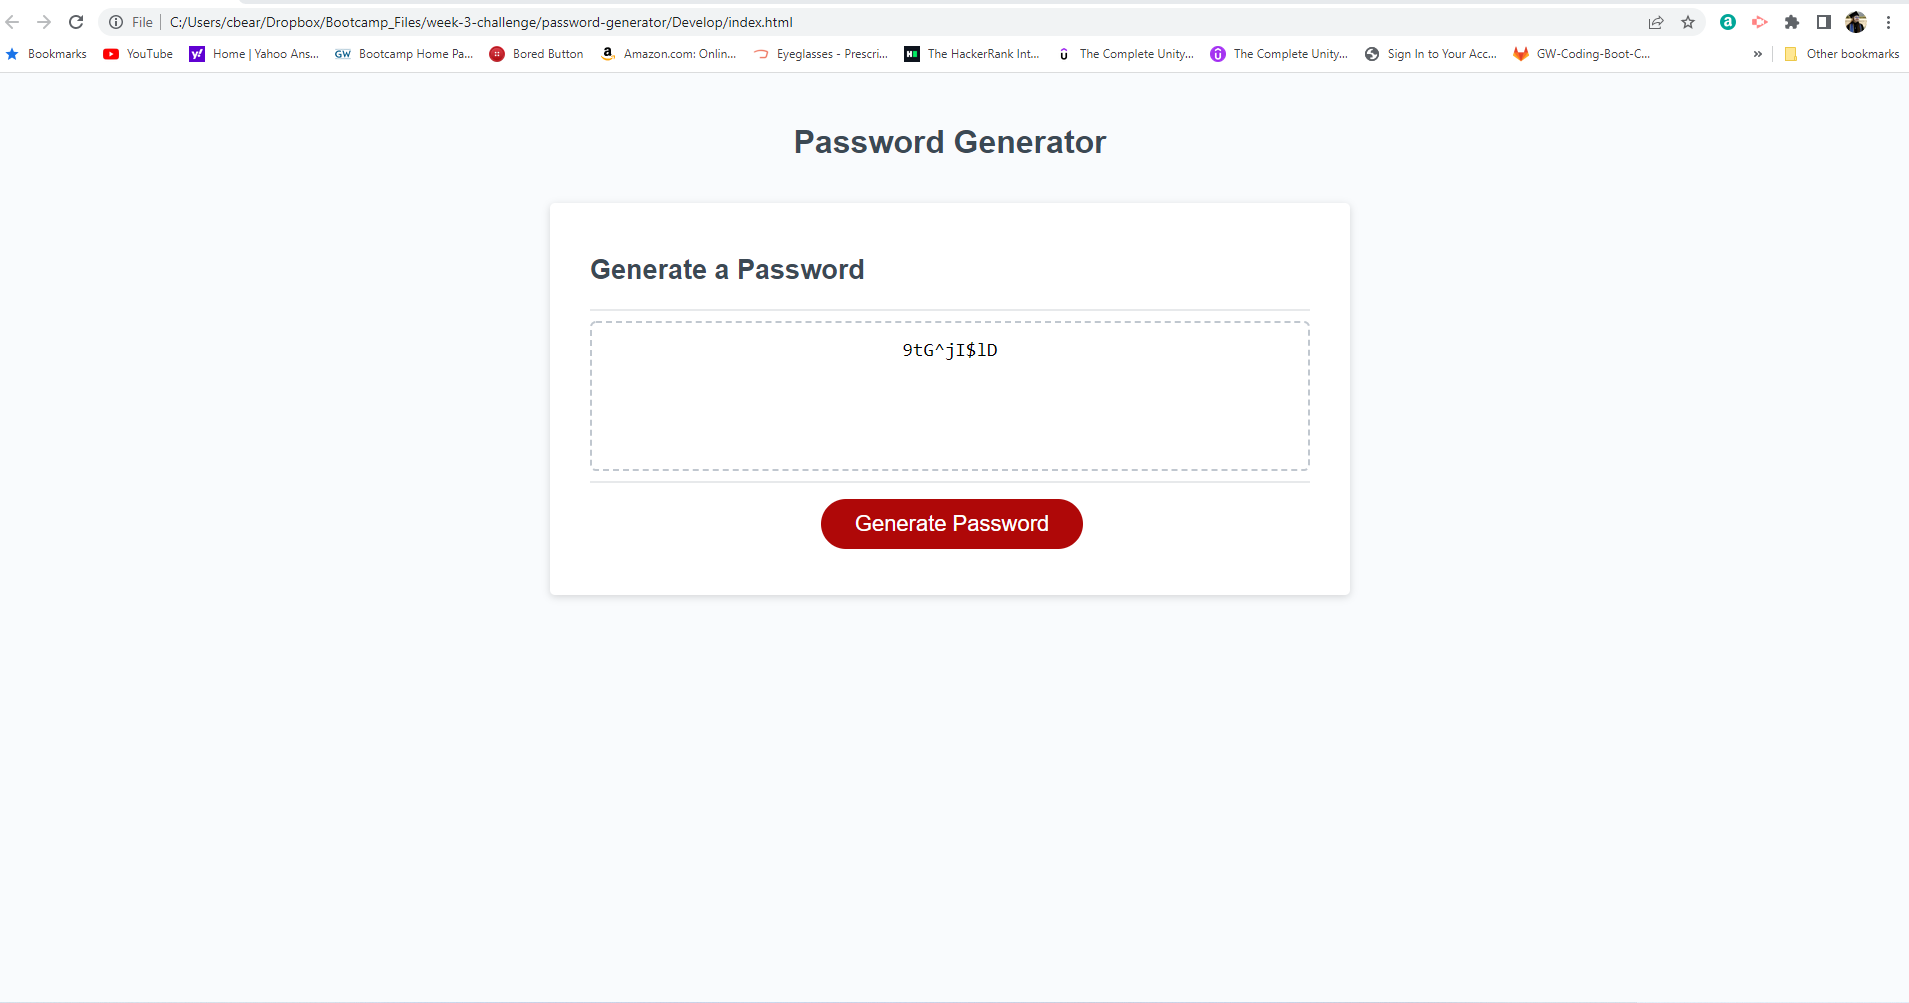 File C:/Users/cbear/Dropbox/Bootcamp_Files/week-3-challenge/password-generator/Develop/index.html
Bookmarks YouTube Home | Yahoo Ans... Bootcamp Home Pa... Bored Button Amazon.com: Onlin... Eyeglasses - Prescri... The HackerRank Int... The Complete Unity... The Complete Unity... Sign In to Your Acc... GW-Coding-Boot-C... » Other bookmarks
Password Generator
Generate a Password
9tG^jI$lD
Generate Password